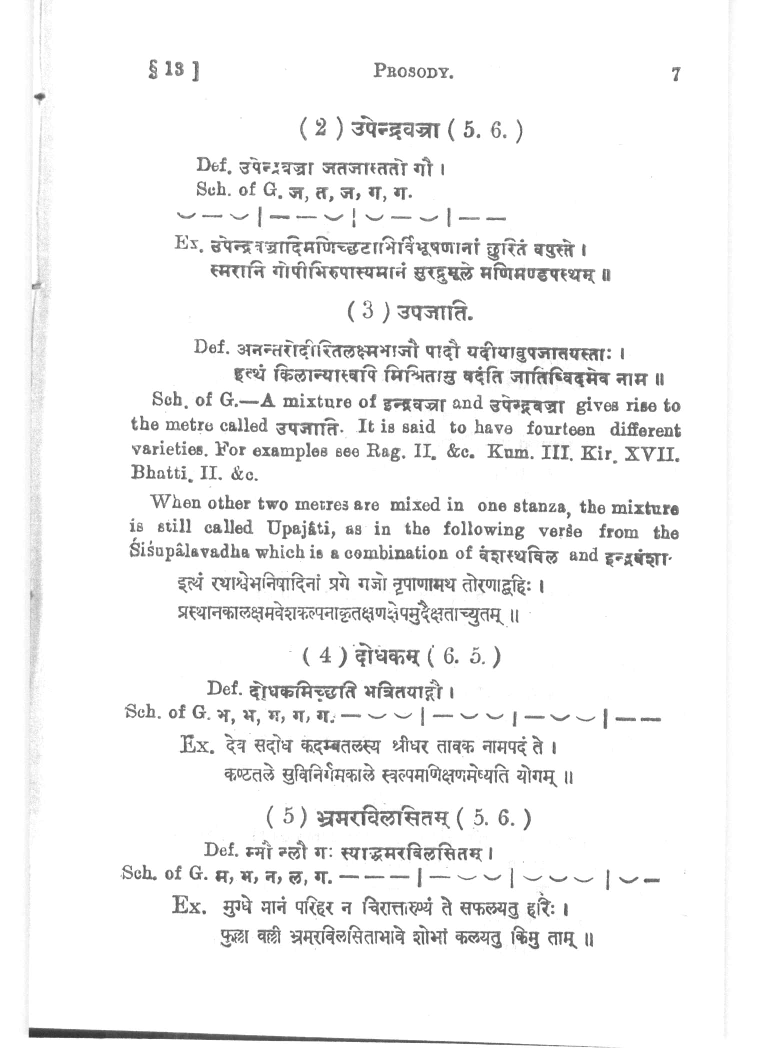 § 13 ] PROSODY. 7
( 2 ) उपेन्द्रवज्रा ( 5. 6. )
Def. उपेन्द्रवज्रा जतजास्ततो गौ ।
Sch. of G. ज, त, ज, ग, ग.
⏑ — ⏑ | — — ⏑ | ⏑ — ⏑ | — —
Ex. उपेन्द्रवज्रादिमणिच्छटाभिर्विभूषणानां छुरितं वपुस्ते ।
स्मरानि गोपीभिरुपास्यमानं सुरद्रुमूले मणिमण्डपस्थम् ॥
( 3 ) उपजाति.
Def. अनन्तरोदीरितलक्ष्मभाजौ पादौ यदीयावुपजातयस्ताः ।
इत्थं किलान्यास्वपि मिश्रितासु वदंति जातिष्विदमेव नाम ॥
Sch. of G.—A mixture of इन्द्रवज्रा and उपेन्द्रवज्रा gives rise to
the metre called उपजाति. It is said to have fourteen different
varieties. For examples see Rag. II. &c. Kum. III. Kir. XVII.
Bhatti. II. &c.
When other two metres are mixed in one stanza, the mixture
is still called Upajâti, as in the following verse from the
Śiśupâlavadha which is a combination of वंशस्थविल and इन्द्रवंशा.
इत्थं रथाश्वेभनिषादिनां प्रगे गजो नृपाणामथ तोरणाद्वहिः ।
प्रस्थानकालक्षमवेशकल्पनाकृतक्षणक्षेपमुदैक्षताच्युतम् ॥
( 4 ) दोधकम् ( 6. 5. )
Def. दोधकमिच्छति भत्रितयाद्गौ ।
Sch. of G. भ, भ, भ, ग, ग. — ⏑ ⏑ | — ⏑ ⏑ | — ⏑ ⏑ | — —
Ex. देव सदोध कदम्बतलस्थ श्रीधर तावक नामपदं ते ।
कण्टतले सुविनिर्गमकाले स्वल्पमाणिक्षणमेष्यति योगम् ॥
( 5 ) भ्रमरविलसितम् ( 5. 6. )
Def. म्भौ न्लौ गः स्याद्भमरविलसितम् ।
Sch. of G. म, भ, न, ल, ग. — — — | — ⏑ ⏑ | ⏑ ⏑ ⏑ | ⏑ —
Ex. मुग्धे मानं परिहर न चिरात्तारुण्यं ते सफलयतु हरिः ।
फुल्ला वल्ली भ्रमरविलसिताभावे शोभां कलयतु किमु ताम् ॥